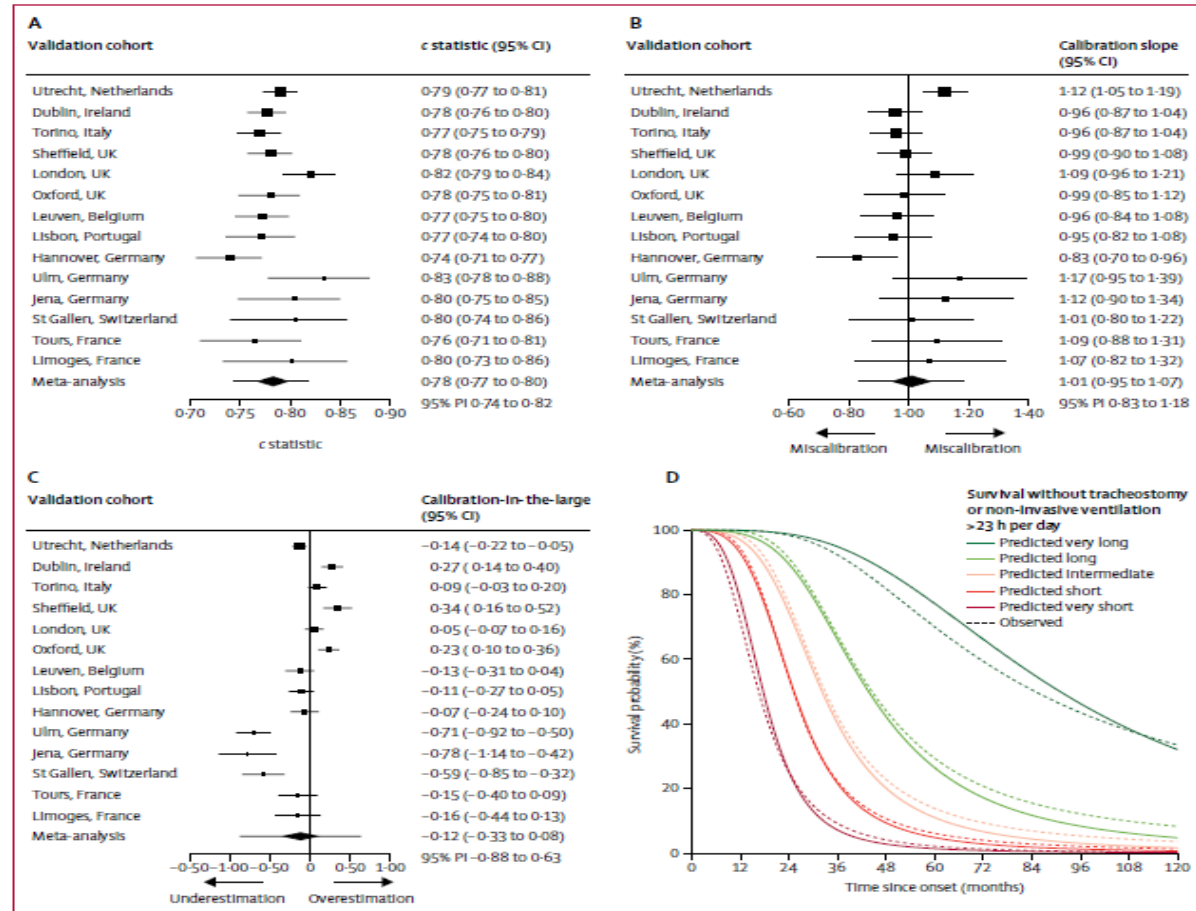 A
Validation cohort c statistic (95% CI)
Utrecht, Netherlands 0·79 (0·77 to 0·81)
Dublin, Ireland 0·78 (0·76 to 0·80)
Torino, Italy 0·77 (0·75 to 0·79)
Sheffield, UK 0·78 (0·76 to 0·80)
London, UK 0·82 (0·79 to 0·84)
Oxford, UK 0·78 (0·75 to 0·81)
Leuven, Belgium 0·77 (0·75 to 0·80)
Lisbon, Portugal 0·77 (0·74 to 0·80)
Hannover, Germany 0·74 (0·71 to 0·77)
Ulm, Germany 0·83 (0·78 to 0·88)
Jena, Germany 0·80 (0·75 to 0·85)
St Gallen, Switzerland 0·80 (0·74 to 0·86)
Tours, France 0·76 (0·71 to 0·81)
Limoges, France 0·80 (0·73 to 0·86)
Meta-analysis 0·78 (0·77 to 0·80)
95% PI 0·74 to 0·82
0·70 0·75 0·80 0·85 0·90
c statistic
B
Validation cohort Calibration slope
(95% CI)
Utrecht, Netherlands 1·12 (1·05 to 1·19)
Dublin, Ireland 0·96 (0·87 to 1·04)
Torino, Italy 0·96 (0·87 to 1·04)
Sheffield, UK 0·99 (0·90 to 1·08)
London, UK 1·09 (0·96 to 1·21)
Oxford, UK 0·99 (0·85 to 1·12)
Leuven, Belgium 0·96 (0·84 to 1·08)
Lisbon, Portugal 0·95 (0·82 to 1·08)
Hannover, Germany 0·83 (0·70 to 0·96)
Ulm, Germany 1·17 (0·95 to 1·39)
Jena, Germany 1·12 (0·90 to 1·34)
St Gallen, Switzerland 1·01 (0·80 to 1·22)
Tours, France 1·09 (0·88 to 1·31)
Limoges, France 1·07 (0·82 to 1·32)
Meta-analysis 1·01 (0·95 to 1·07)
95% PI 0·83 to 1·18
0·60 0·80 1·00 1·20 1·40
Miscalibration Miscalibration
C
Validation cohort Calibration-in-the-large
(95% CI)
Utrecht, Netherlands −0·14 (−0·22 to −0·05)
Dublin, Ireland 0·27 (0·14 to 0·40)
Torino, Italy 0·09 (−0·03 to 0·20)
Sheffield, UK 0·34 (0·16 to 0·52)
London, UK 0·05 (−0·07 to 0·16)
Oxford, UK 0·23 (0·10 to 0·36)
Leuven, Belgium −0·13 (−0·31 to 0·04)
Lisbon, Portugal −0·11 (−0·27 to 0·05)
Hannover, Germany −0·07 (−0·24 to 0·10)
Ulm, Germany −0·71 (−0·92 to −0·50)
Jena, Germany −0·78 (−1·14 to −0·42)
St Gallen, Switzerland −0·59 (−0·85 to −0·32)
Tours, France −0·15 (−0·40 to 0·09)
Limoges, France −0·16 (−0·44 to 0·13)
Meta-analysis −0·12 (−0·33 to 0·08)
95% PI −0·88 to 0·63
−1·50 −1·00 −0·50 0 0·50 1·00
Underestimation Overestimation
D
Survival without tracheostomy
or non-invasive ventilation
>23 h per day
Predicted very long
Predicted long
Predicted intermediate
Predicted short
Predicted very short
Observed
Survival probability (%)
100
80
60
40
20
0
0 12 24 36 48 60 72 84 96 108 120
Time since onset (months)